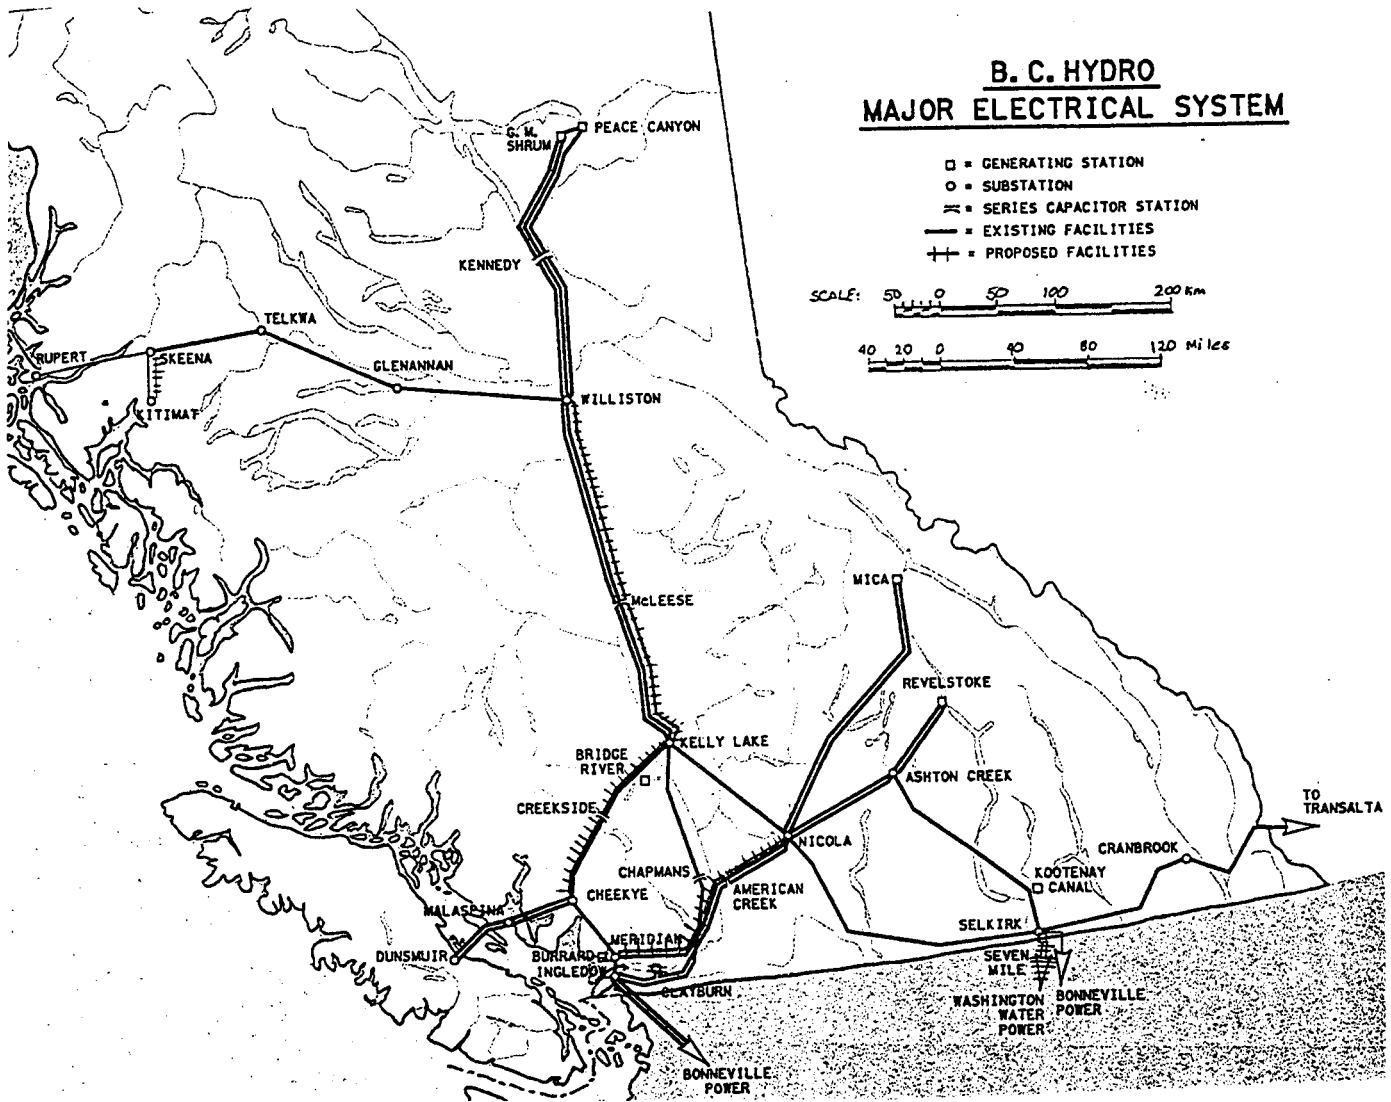 B. C. HYDRO
MAJOR ELECTRICAL SYSTEM
□ = GENERATING STATION
○ = SUBSTATION
= SERIES CAPACITOR STATION
= EXISTING FACILITIES
= PROPOSED FACILITIES
SCALE: 50 0 50 100 200 Km
40 20 0 40 80 120 Miles
G. M.
SHRUM
PEACE CANYON
KENNEDY
TELKWA
RUPERT
SKEENA
GLENANNAN
KITIMAT
WILLISTON
MICA
McLEESE
REVELSTOKE
KELLY LAKE
BRIDGE
RIVER
ASHTON CREEK
CREEKSIDE
TO
TRANSALTA
NICOLA
CRANBROOK
CHAPMANS
AMERICAN
CREEK
KOOTENAY
CANAL
CHEEKYE
MALASPINA
SELKIRK
MERIDIAN
DUNSMUIR
BURRARD
INGLEDOW
CLAYBURN
SEVEN
MILE
WASHINGTON
WATER
POWER
BONNEVILLE
POWER
BONNEVILLE
POWER